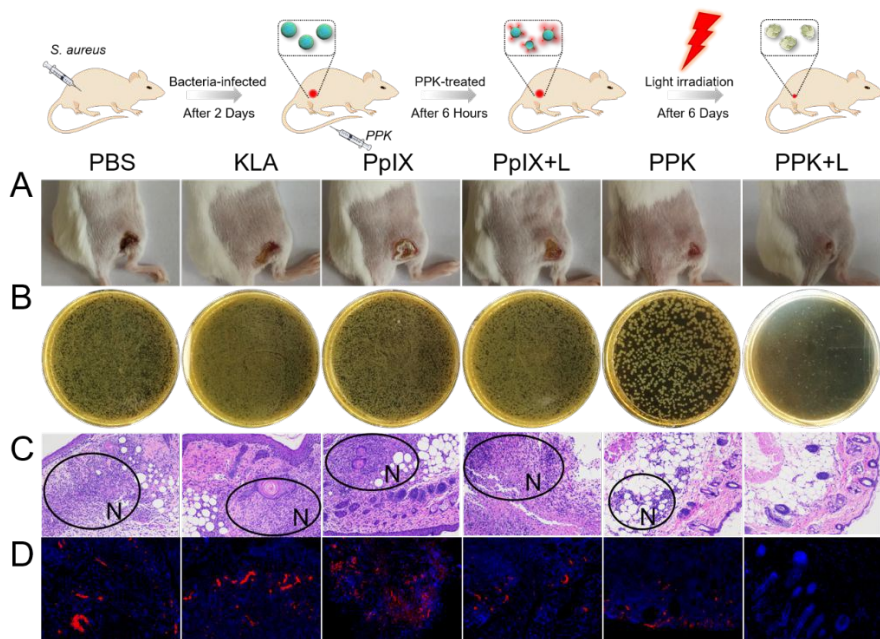 S. aureus
Bacteria-infected
After 2 Days
PPK
PPK-treated
After 6 Hours
Light irradiation
After 6 Days
PBS KLA PpIX PpIX+L PPK PPK+L
A
B
C
N N N N N
D